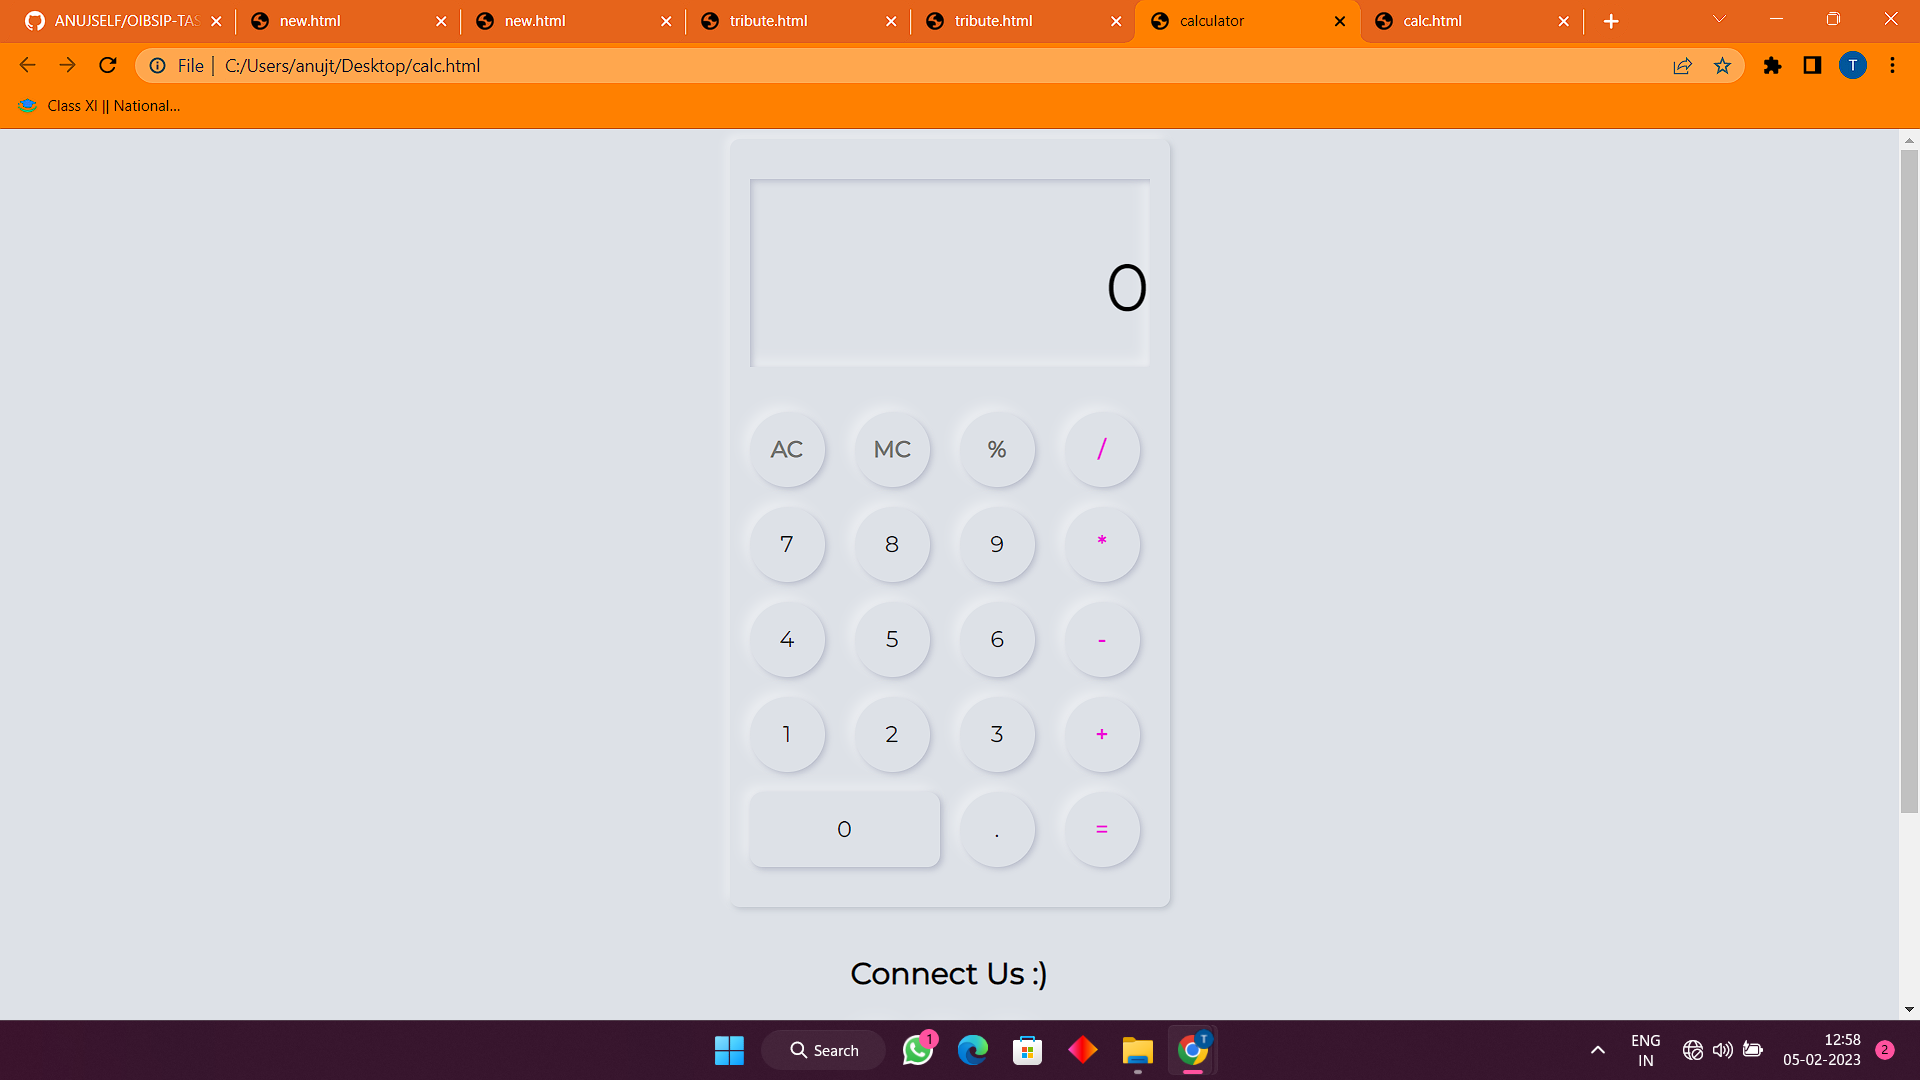 ANUJSELF/OIBSIP-TAS
new.html
new.html
tribute.html
tribute.html
calculator
calc.html
File | C:/Users/anujt/Desktop/calc.html
T
Class XI || National...
0
AC MC % /
7 8 9 *
4 5 6 -
1 2 3 +
0 . =
Connect Us :)
Search
1
T
ENG
IN
12:58
05-02-2023
2